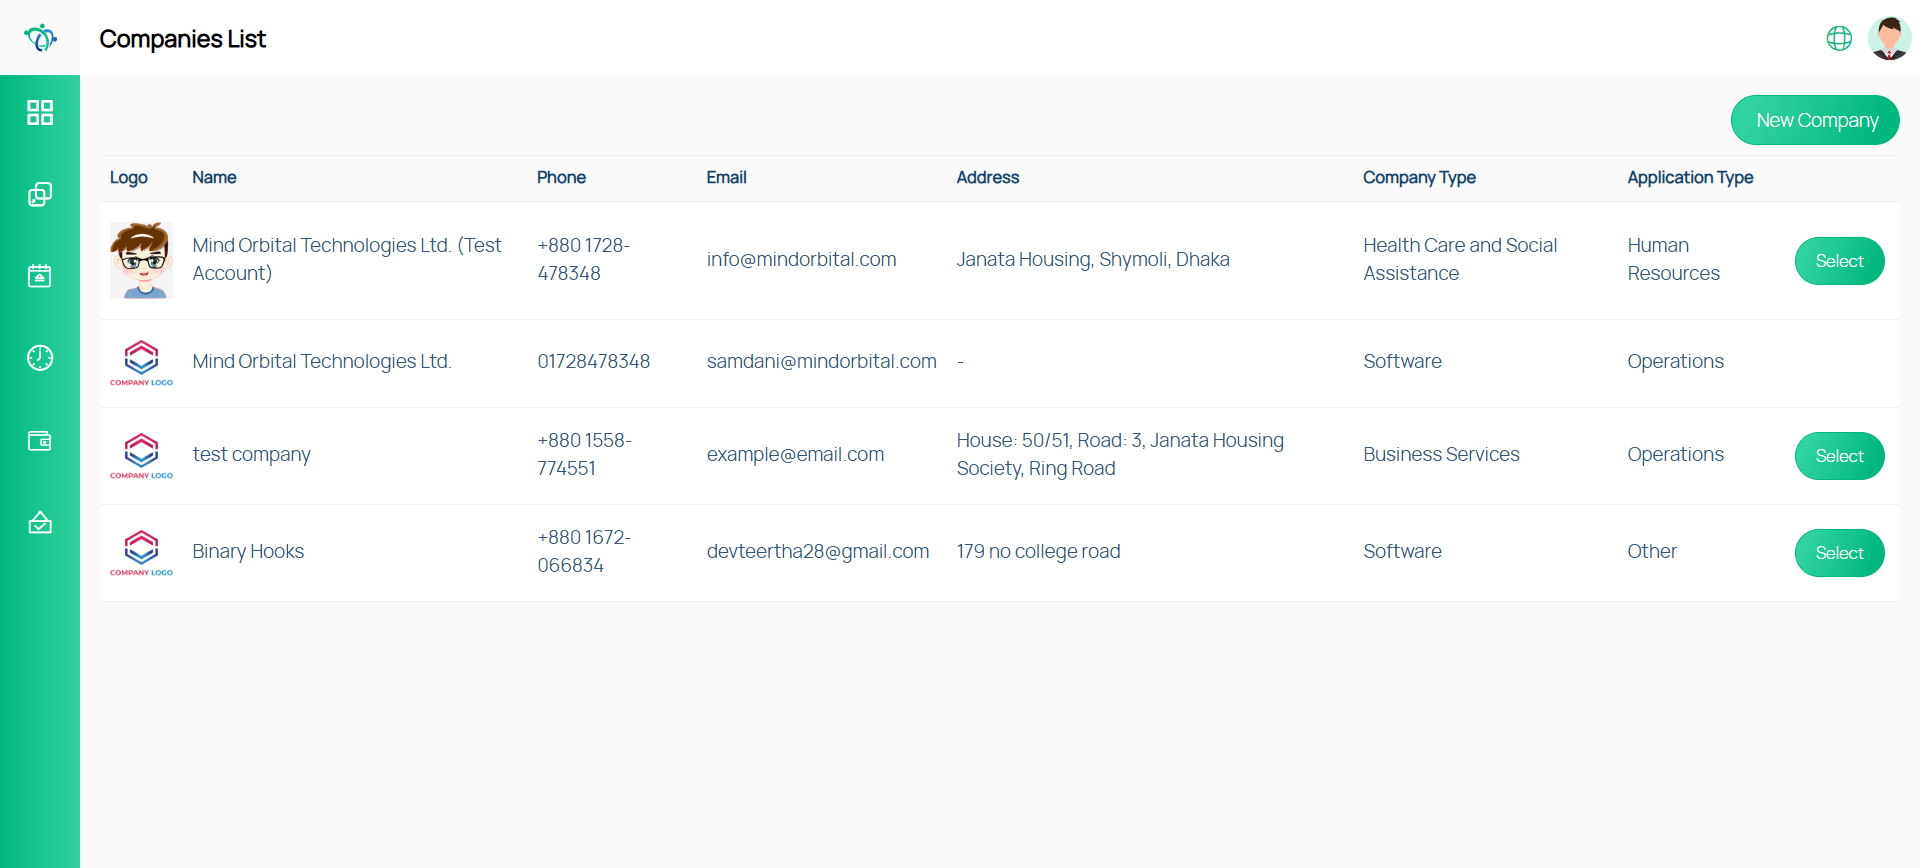 Companies List
New Company
Logo Name Phone Email Address Company Type Application Type
Mind Orbital Technologies Ltd. (Test
Account)
+880 1728-
478348
info@mindorbital.com
Janata Housing, Shymoli, Dhaka
Health Care and Social
Assistance
Human
Resources
Select
COMPANY LOGO
Mind Orbital Technologies Ltd.
01728478348
samdani@mindorbital.com
-
Software
Operations
COMPANY LOGO
test company
+880 1558-
774551
example@email.com
House: 50/51, Road: 3, Janata Housing
Society, Ring Road
Business Services
Operations
Select
COMPANY LOGO
Binary Hooks
+880 1672-
066834
devteertha28@gmail.com
179 no college road
Software
Other
Select